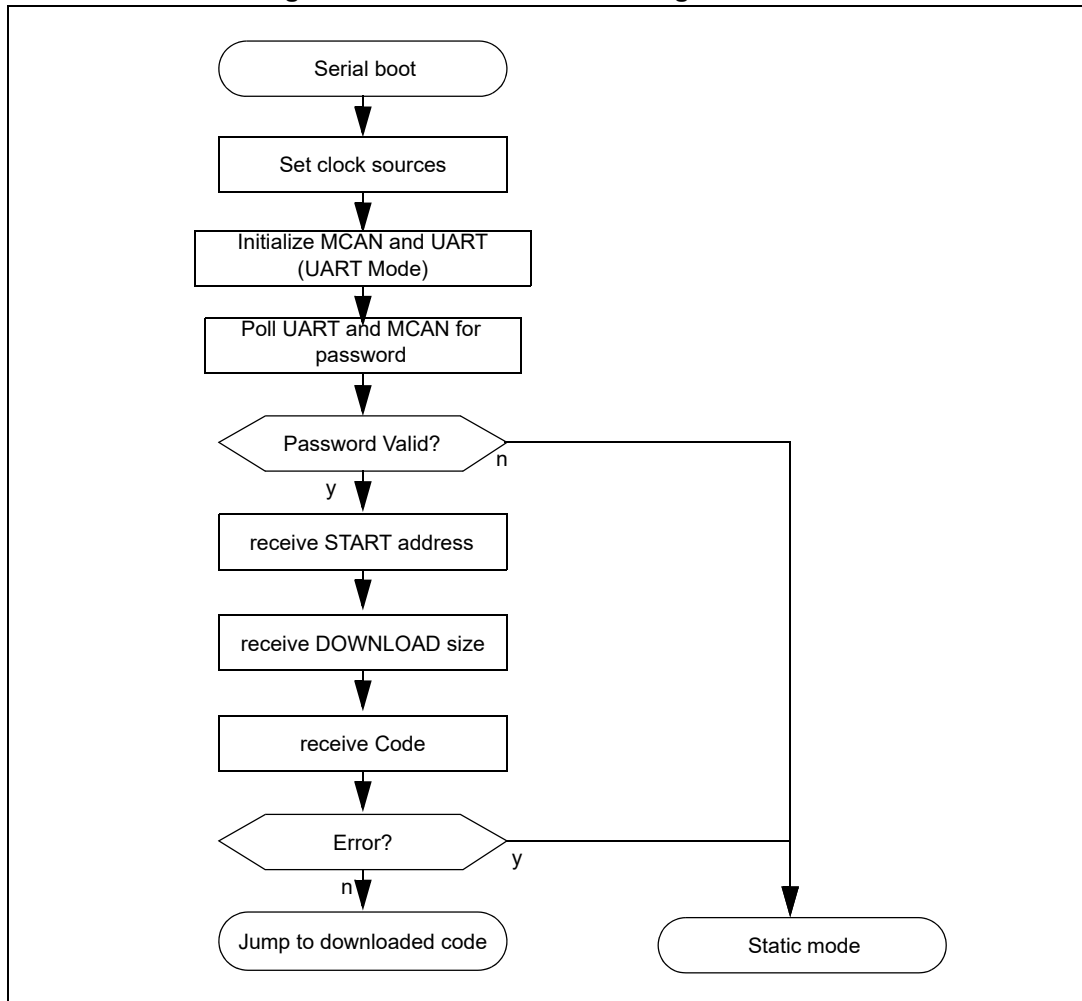 Serial boot
Set clock sources
Initialize MCAN and UART
(UART Mode)
Poll UART and MCAN for
password
Password Valid?
n
y
receive START address
receive DOWNLOAD size
receive Code
Error?
y
n
Jump to downloaded code
Static mode